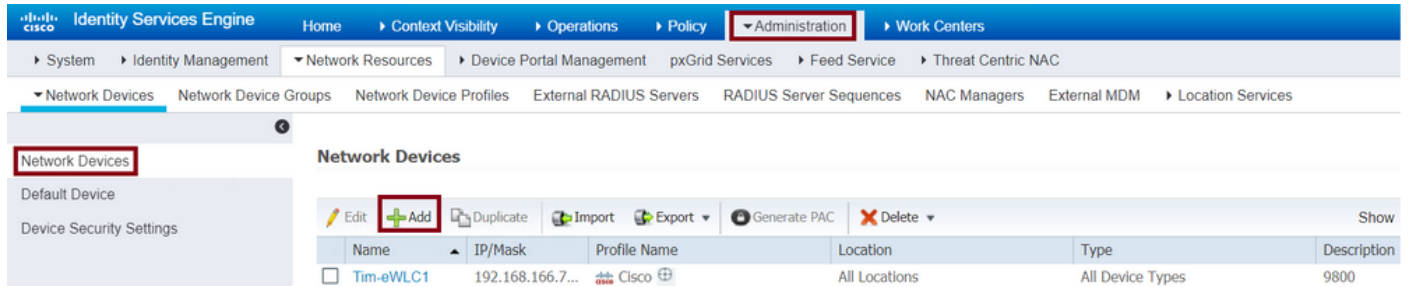 cisco Identity Services Engine Home Context Visibility Operations Policy Administration Work Centers
System Identity Management Network Resources Device Portal Management pxGrid Services Feed Service Threat Centric NAC
Network Devices Network Device Groups Network Device Profiles External RADIUS Servers RADIUS Server Sequences NAC Managers External MDM Location Services
Network Devices
Default Device
Device Security Settings
Network Devices
Edit Add Duplicate Import Export Generate PAC Delete Show
Name IP/Mask Profile Name Location Type Description
Tim-eWLC1 192.168.166.7... cisco Cisco All Locations All Device Types 9800